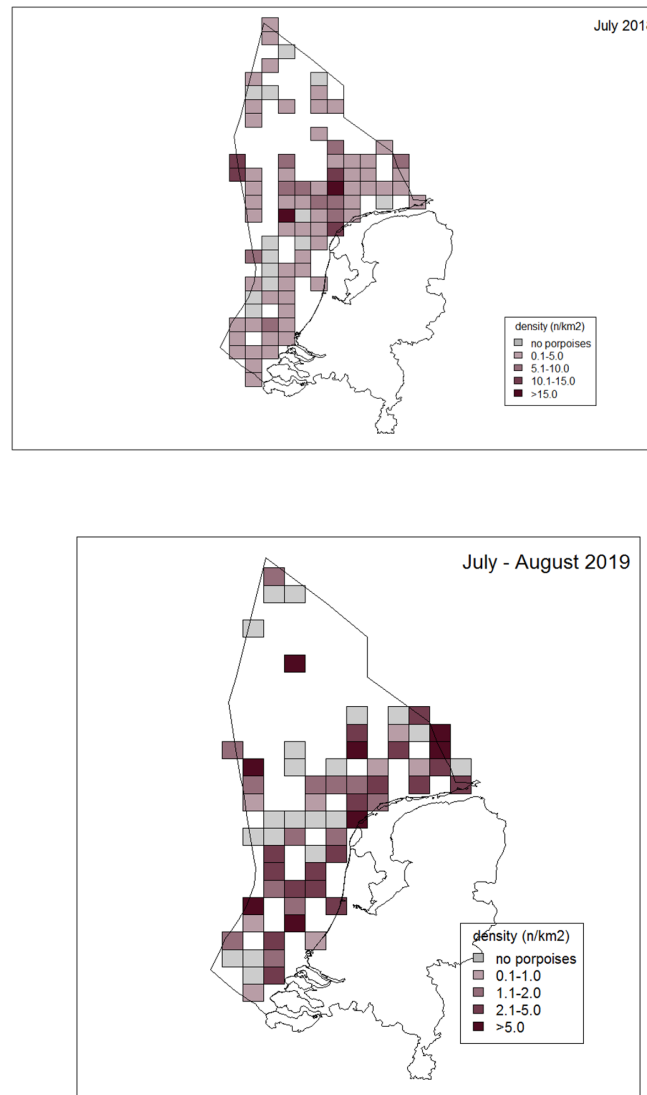 July 2018
density (n/km2)
no porpoises
0.1-5.0
5.1-10.0
10.1-15.0
>15.0
July - August 2019
density (n/km2)
no porpoises
0.1-1.0
1.1-2.0
2.1-5.0
>5.0